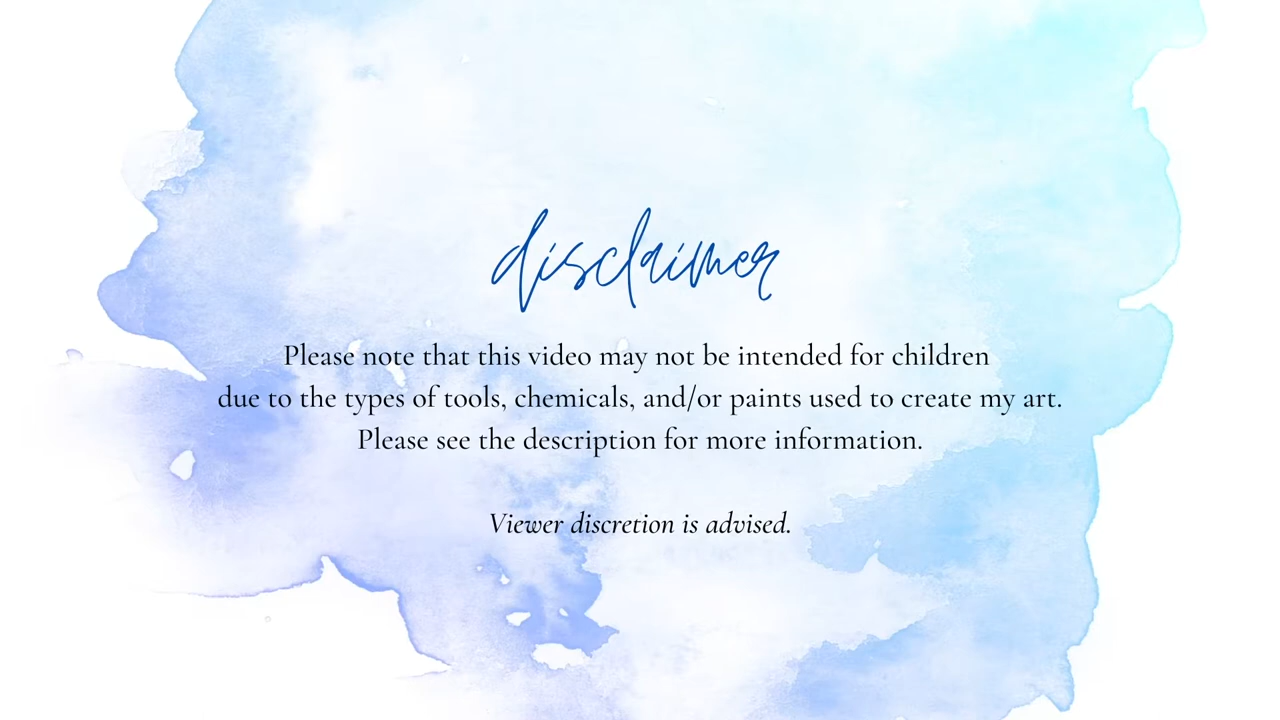 disclaimer
Please note that this video may not be intended for children
due to the types of tools, chemicals, and/or paints used to create my art.
Please see the description for more information.
Viewer discretion is advised.